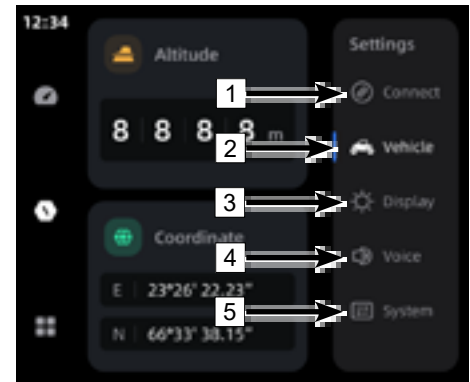 12:34
Altitude
8 8 8 8 m
Coordinate
E 23°26' 22.23"
N 66°33' 38.15"
Settings
1 Connect
2 Vehicle
3 Display
4 Voice
5 System